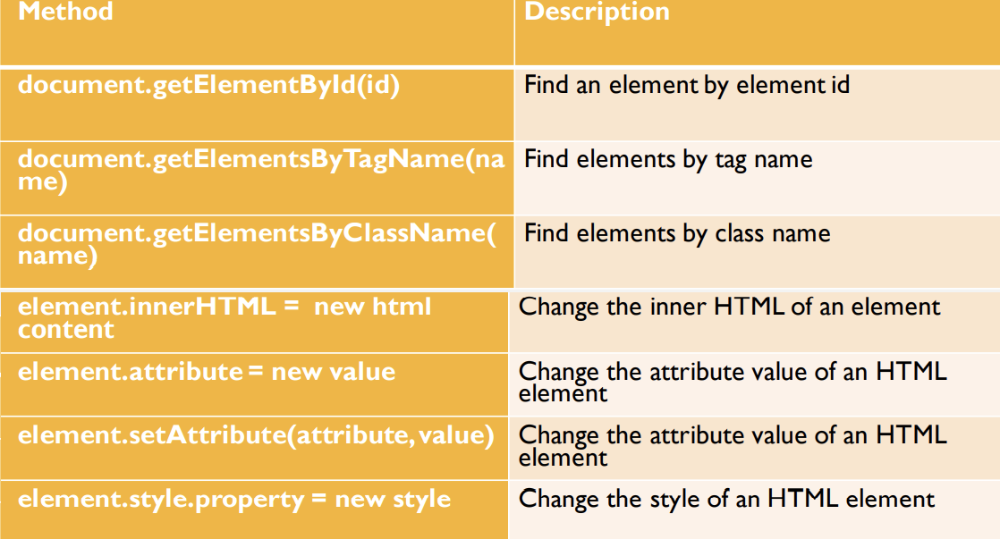 Method Description
document.getElementById(id) Find an element by element id
document.getElementsByTagName(na Find elements by tag name
me)
document.getElementsByClassName( Find elements by class name
name)
element.innerHTML = new html Change the inner HTML of an element
content
element.attribute = new value Change the attribute value of an HTML
element
element.setAttribute(attribute, value) Change the attribute value of an HTML
element
element.style.property = new style Change the style of an HTML element